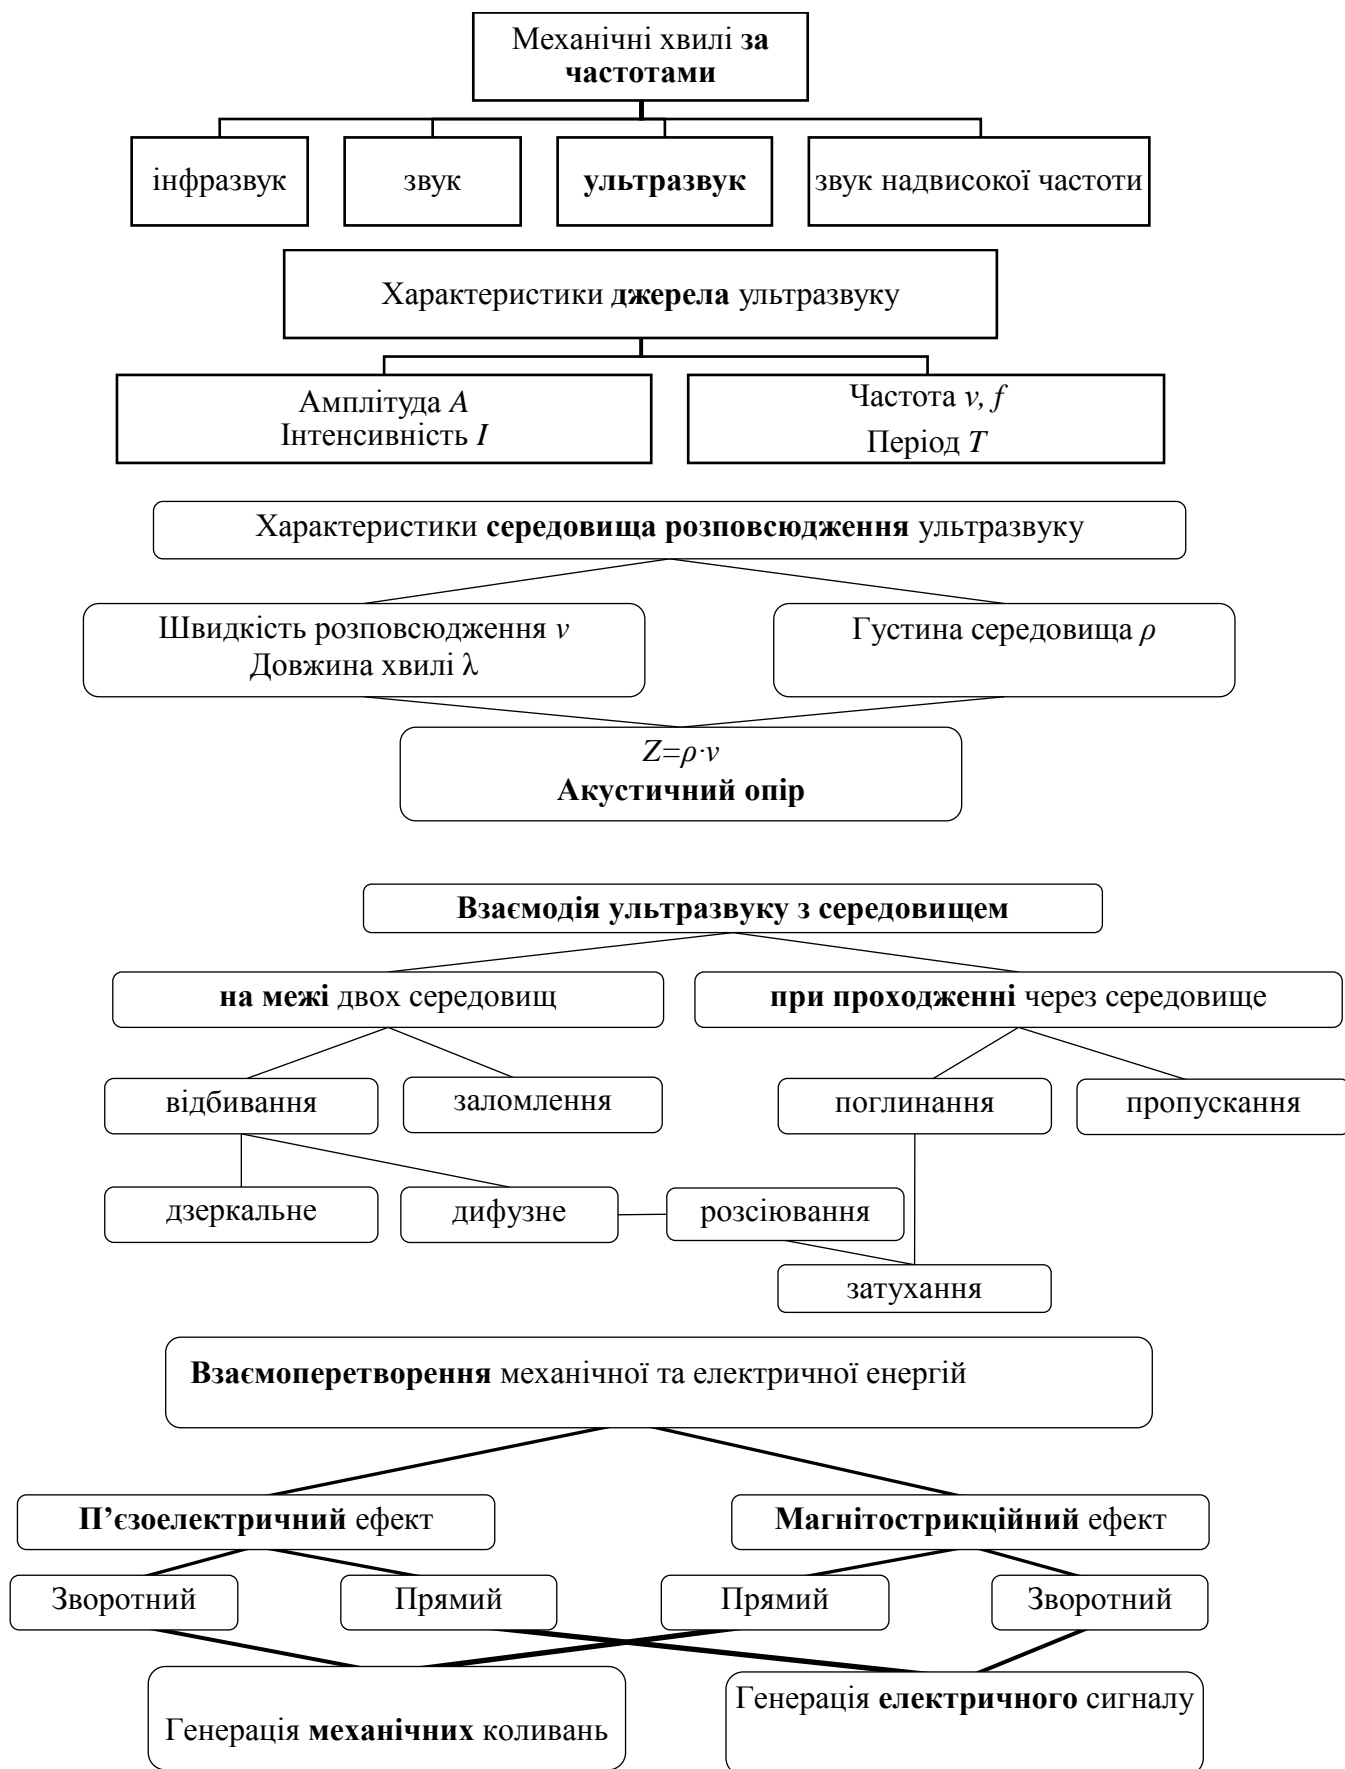 Механічні хвилі за
частотами
інфразвук
звук
ультразвук
звук надвисокої частоти
Характеристики джерела ультразвуку
Амплітуда A
Інтенсивність I
Частота ν, f
Період T
Характеристики середовища розповсюдження ультразвуку
Швидкість розповсюдження v
Довжина хвилі λ
Густина середовища ρ
Z=ρ·v
Акустичний опір
Взаємодія ультразвуку з середовищем
на межі двох середовищ
при проходженні через середовище
відбивання
заломлення
поглинання
пропускання
дзеркальне
дифузне
розсіювання
затухання
Взаємоперетворення механічної та електричної енергій
П’єзоелектричний ефект
Магнітострикційний ефект
Зворотний
Прямий
Прямий
Зворотний
Генерація механічних коливань
Генерація електричного сигналу